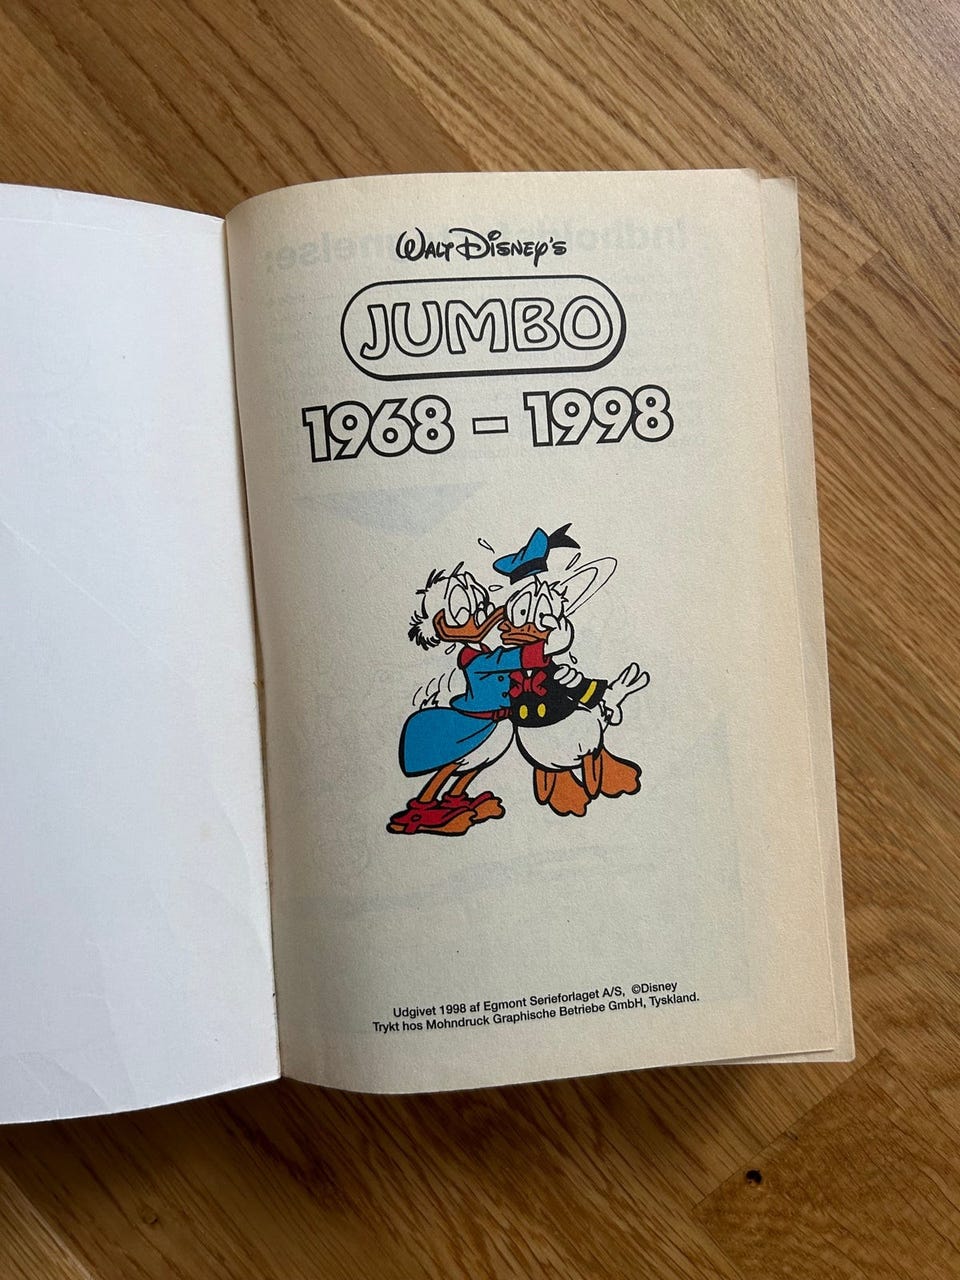 WALT DISNEY'S
JUMBO
1968 - 1998
Udgivet 1998 af Egmont Serieforlaget A/S, ©Disney
Trykt hos Mohndruck Graphische Betriebe GmbH, Tyskland.